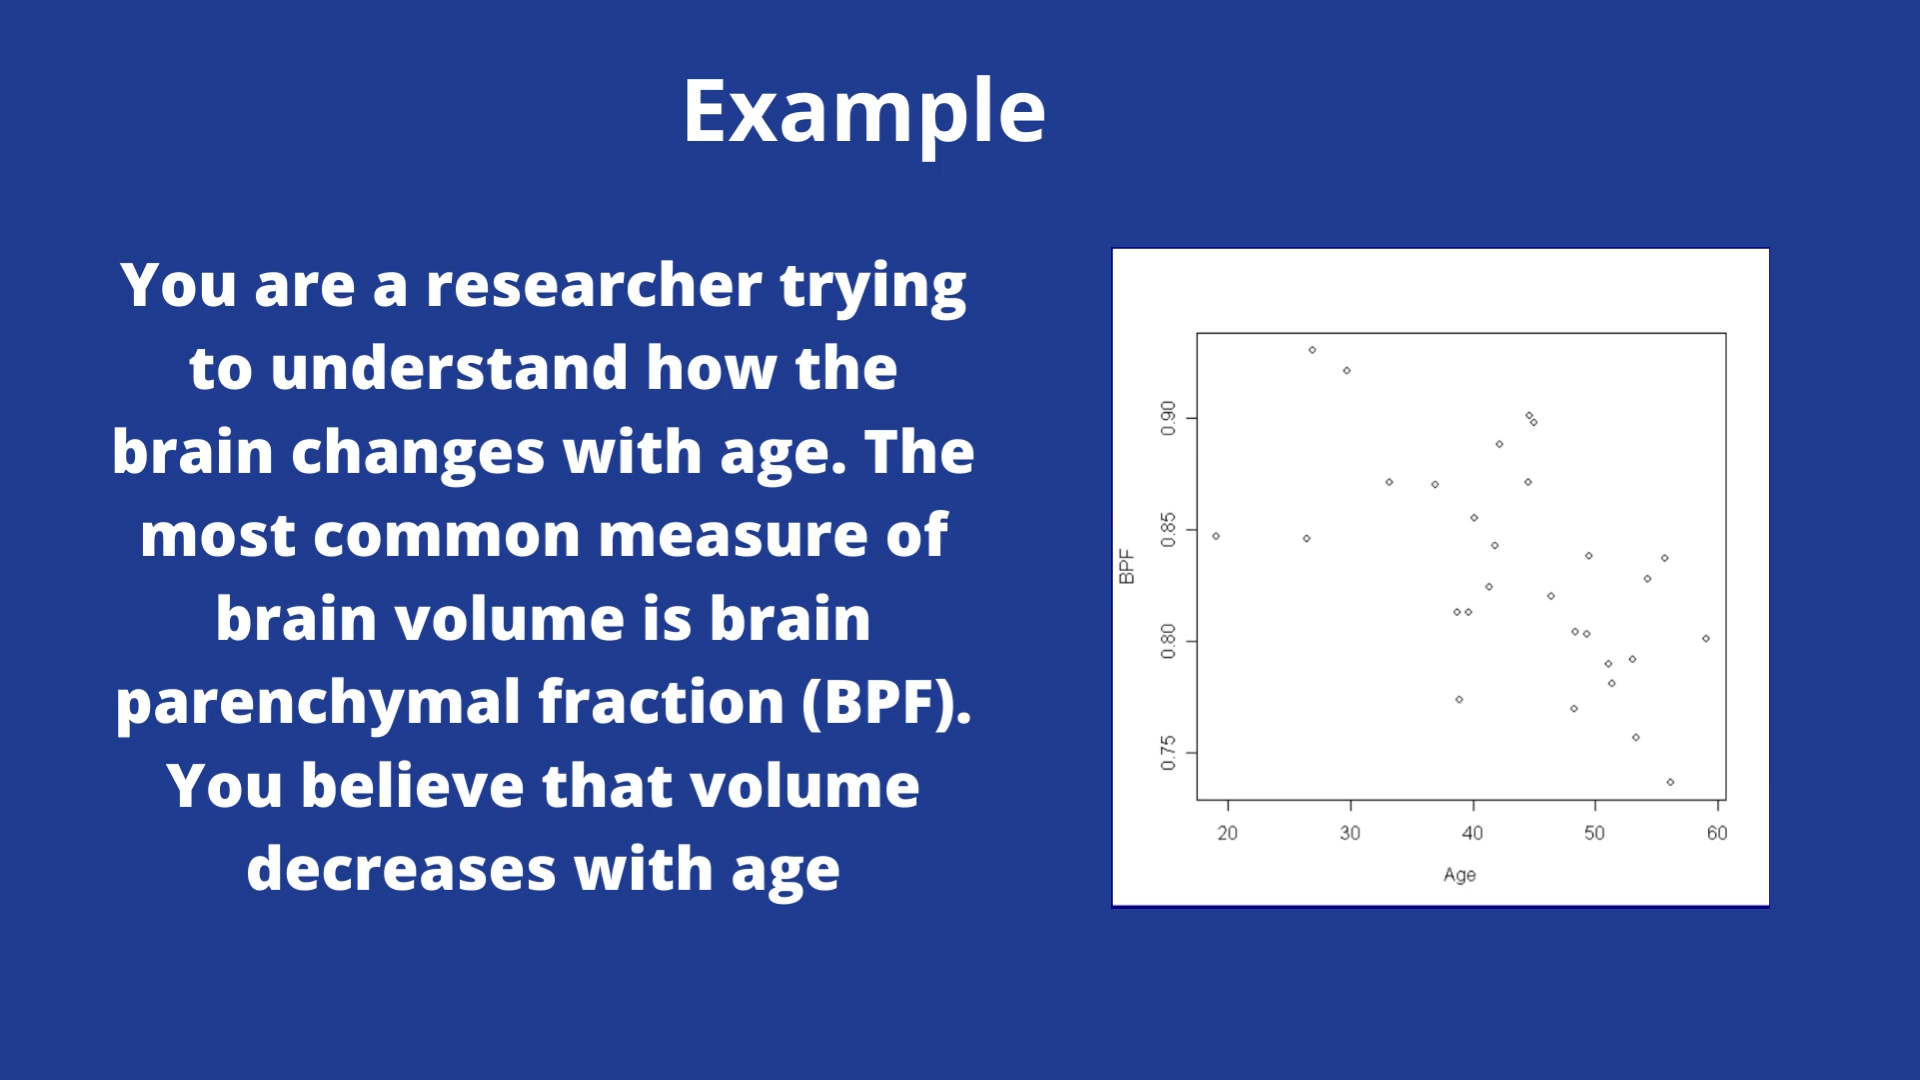 Example
You are a researcher trying
to understand how the
brain changes with age. The
most common measure of
brain volume is brain
parenchymal fraction (BPF).
You believe that volume
decreases with age
BPF
0.90
0.85
0.80
0.75
20 30 40 50 60
Age